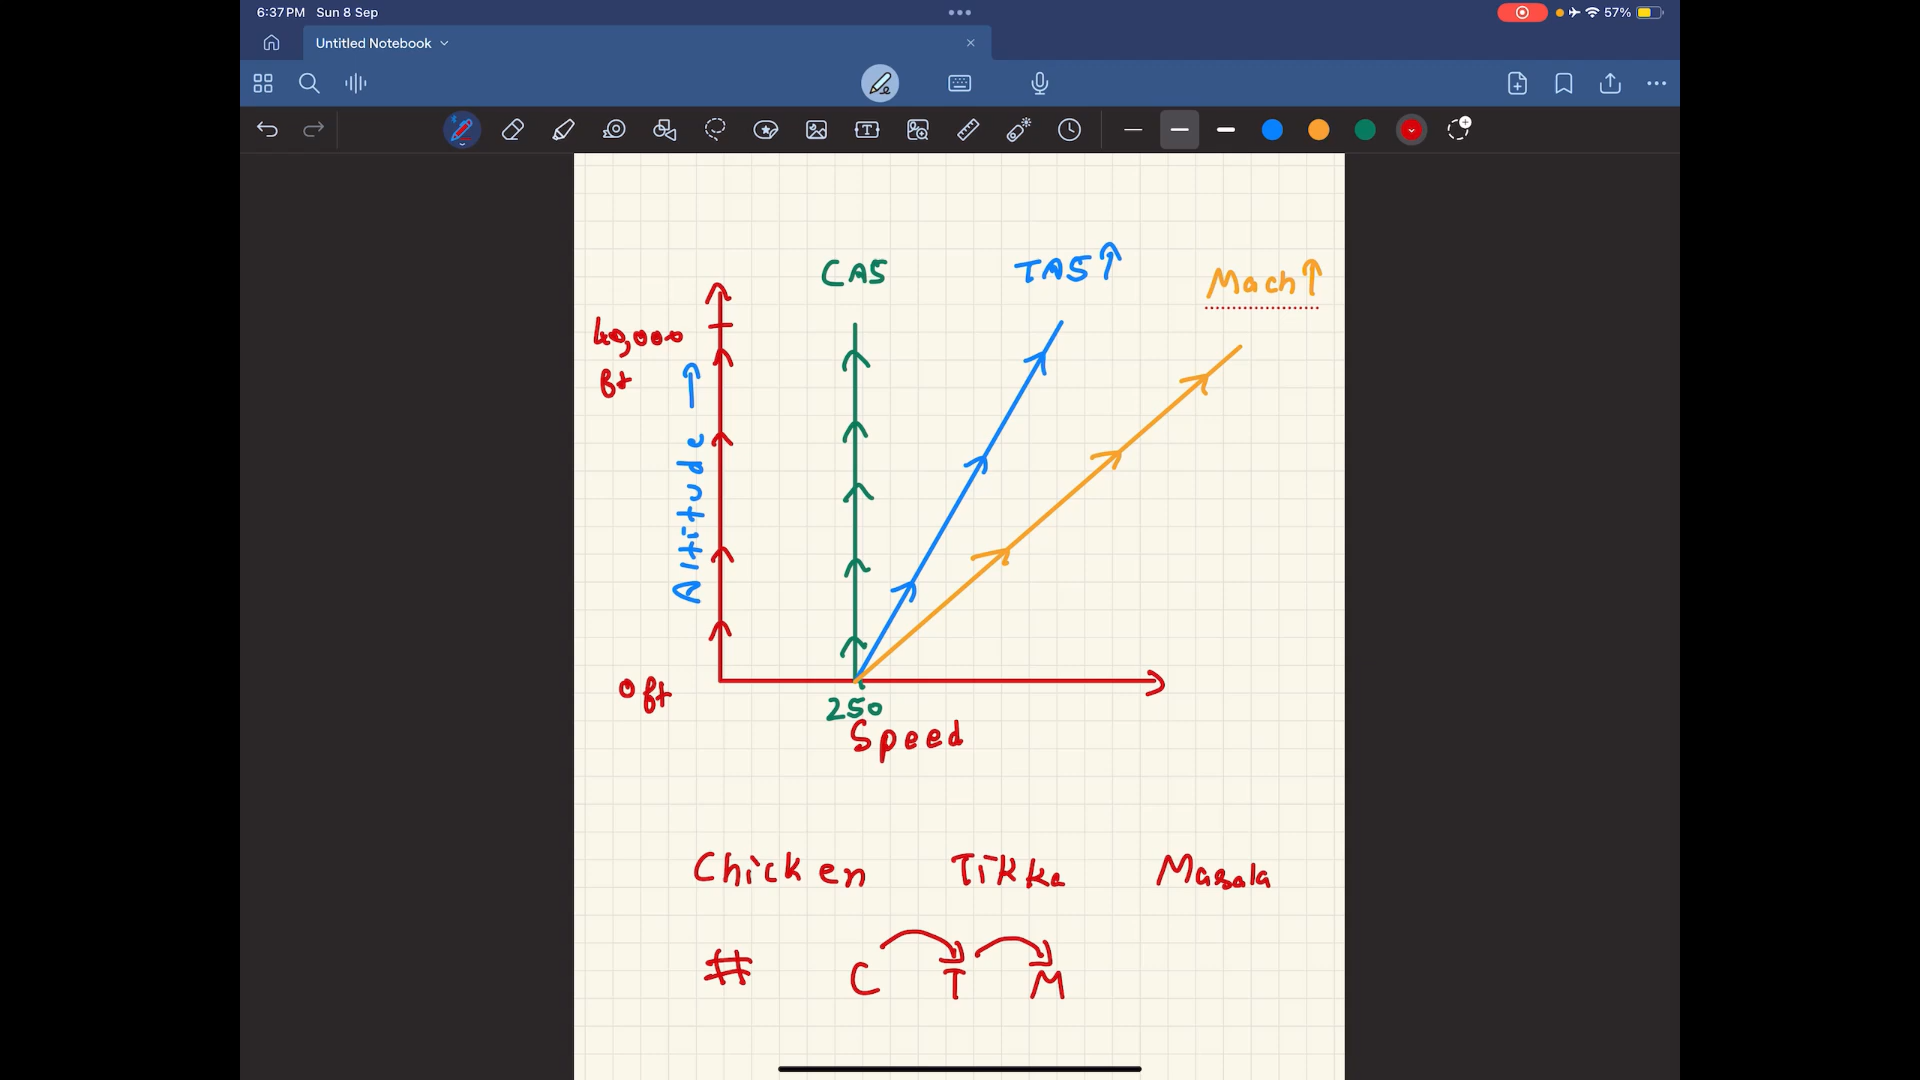 6:37 PM Sun 8 Sep
57%
Untitled Notebook
CAS
TAS↑
Mach↑
40,000
ft
Altitude →
0 ft
250
Speed
Chicken Tikka Masala
# C T M